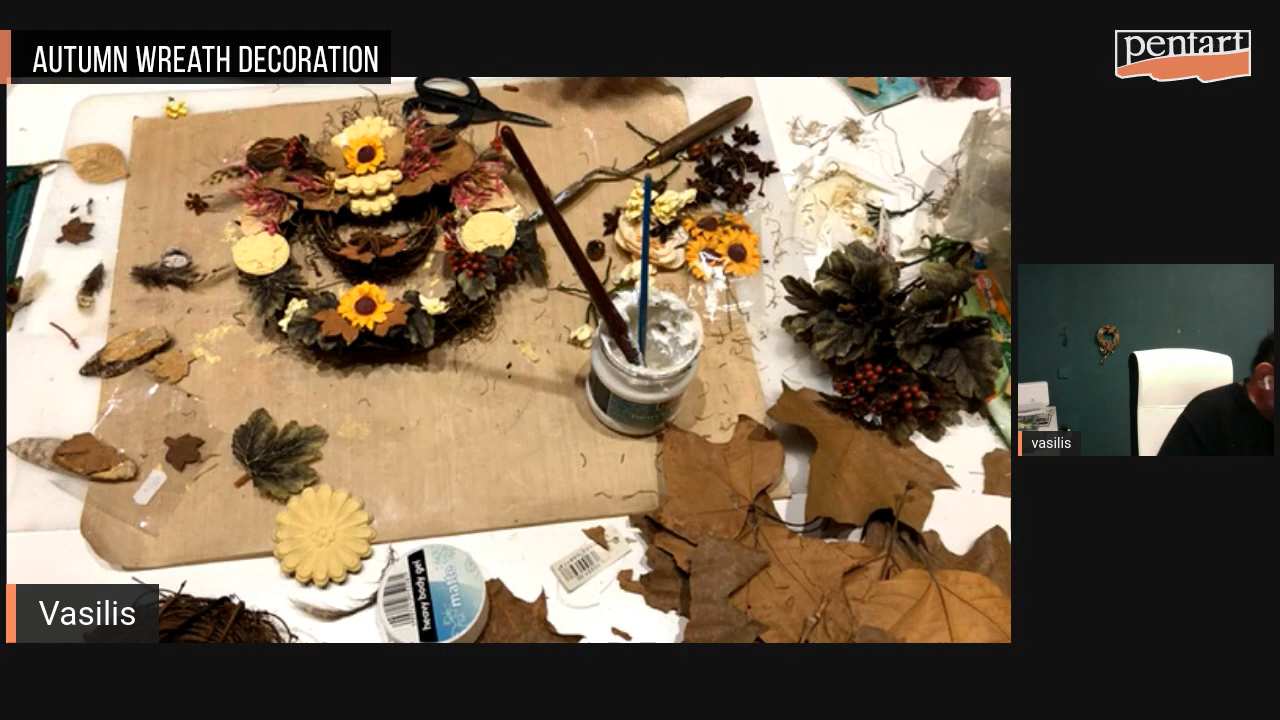 AUTUMN WREATH DECORATION
pentart
vasilis
Vasilis
heavy body gel
matte